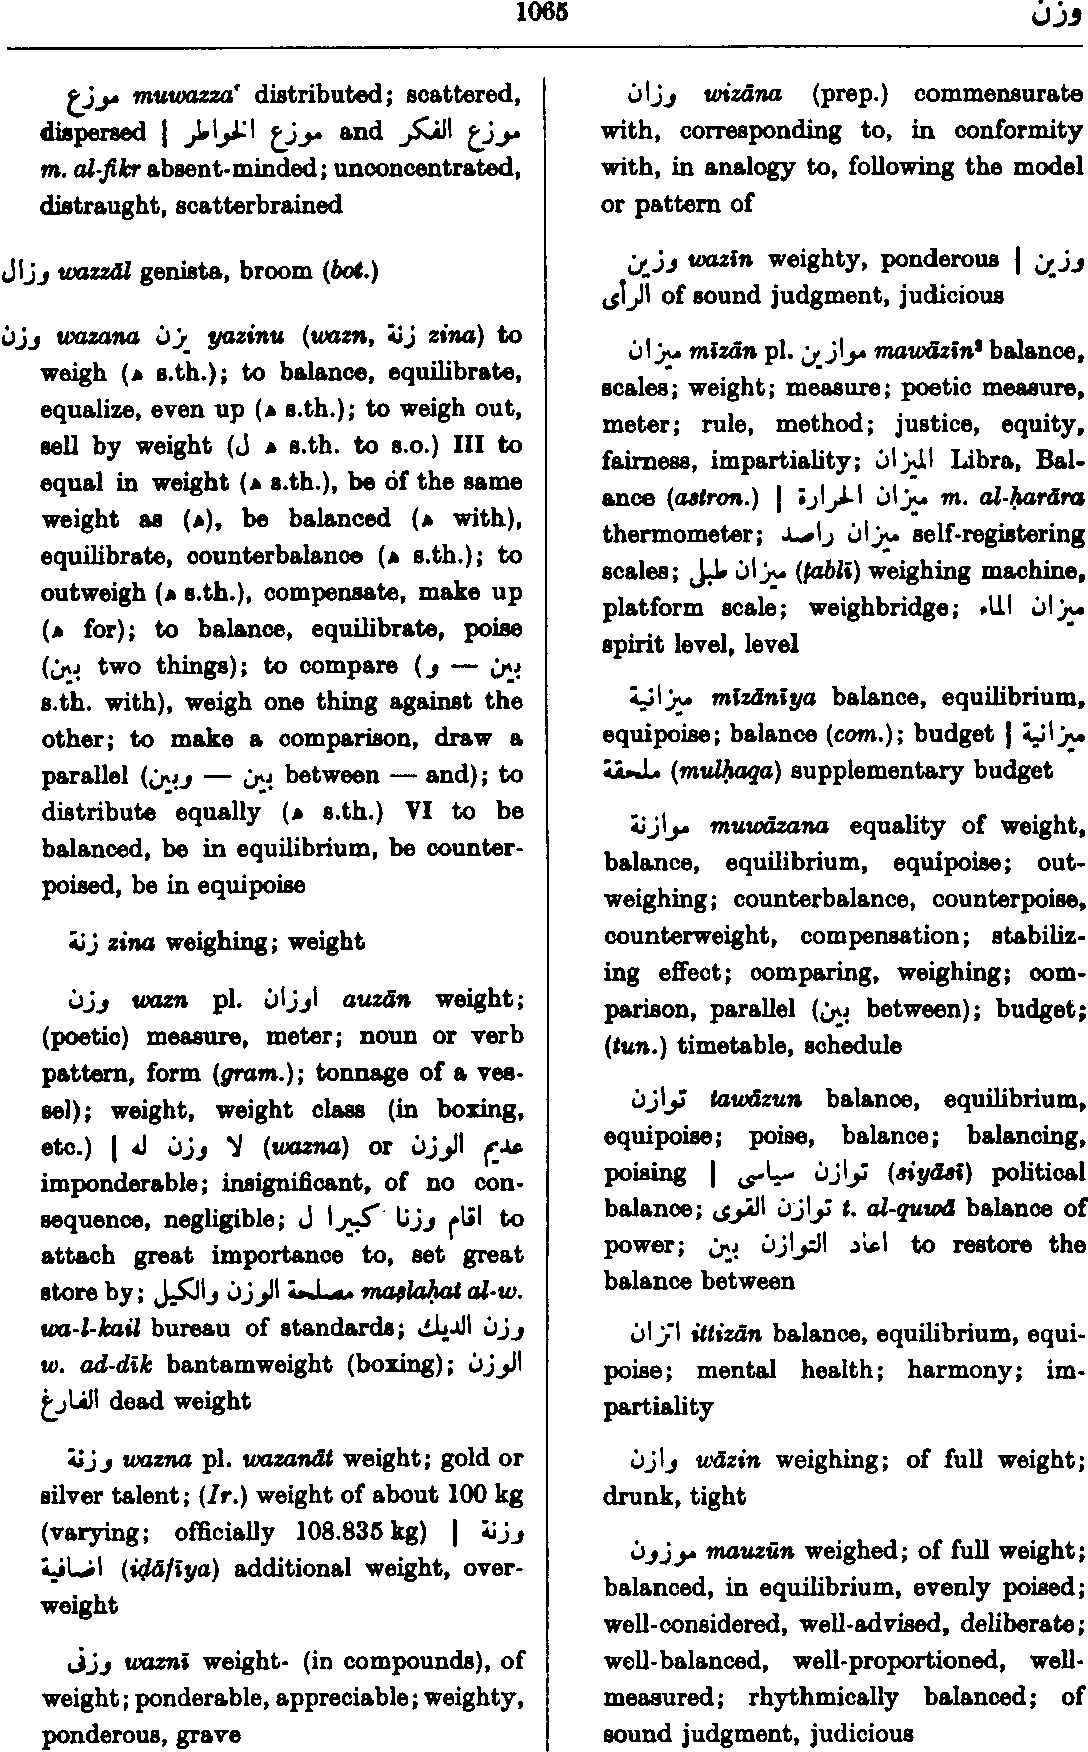 1065
وزن
موزع muwazza‘ distributed; scattered,
dispersed | موزع الخواطر and موزع الفكر
m. al-fikr absent-minded; unconcentrated,
distraught, scatterbrained
وزال wazzāl genista, broom (bot.)
وزن wazana يزن yazinu (wazn, زنة zina) to
weigh (ه s.th.); to balance, equilibrate,
equalize, even up (ه s.th.); to weigh out,
sell by weight (ل ه s.th. to s.o.) III to
equal in weight (ه s.th.), be of the same
weight as (ه), be balanced (ه with),
equilibrate, counterbalance (ه s.th.); to
outweigh (ه s.th.), compensate, make up
(ه for); to balance, equilibrate, poise
(بين two things); to compare (بين — و
s.th. with), weigh one thing against the
other; to make a comparison, draw a
parallel (بين — وبين between — and); to
distribute equally (ه s.th.) VI to be
balanced, be in equilibrium, be counter-
poised, be in equipoise
زنة zina weighing; weight
وزن wazn pl. اوزان auzān weight;
(poetic) measure, meter; noun or verb
pattern, form (gram.); tonnage of a ves-
sel); weight, weight class (in boxing,
etc.) | لا وزن له (wazna) or عديم الوزن
imponderable; insignificant, of no con-
sequence, negligible; اقام وزنا كبيرا ل to
attach great importance to, set great
store by; مصلحة الوزن والكيل maṣlaḥat al-w.
wa-l-kail bureau of standards; وزن الديك
w. ad-dīk bantamweight (boxing); الوزن
الفارغ dead weight
وزنة wazna pl. wazanāt weight; gold or
silver talent; (Ir.) weight of about 100 kg
(varying; officially 108.835 kg) | وزنة
اضافية (iḍāfīya) additional weight, over-
weight
وزنى waznī weight- (in compounds), of
weight; ponderable, appreciable; weighty,
ponderous, grave
وزان wizāna (prep.) commensurate
with, corresponding to, in conformity
with, in analogy to, following the model
or pattern of
وزين wazīn weighty, ponderous | وزين
الرأى of sound judgment, judicious
ميزان mīzān pl. موازين mawāzīn² balance,
scales; weight; measure; poetic measure,
meter; rule, method; justice, equity,
fairness, impartiality; الميزان Libra, Bal-
ance (astron.) | ميزان الحرارة m. al-ḥarāra
thermometer; ميزان راصد self-registering
scales; ميزان طبلى (ṭablī) weighing machine,
platform scale; weighbridge; ميزان الماء
spirit level, level
ميزانية mīzānīya balance, equilibrium,
equipoise; balance (com.); budget | ميزانية
ملحقة (mulḥaqa) supplementary budget
موازنة muwāzana equality of weight,
balance, equilibrium, equipoise; out-
weighing; counterbalance, counterpoise,
counterweight, compensation; stabiliz-
ing effect; comparing, weighing; com-
parison, parallel (بين between); budget;
(tun.) timetable, schedule
توازن tawāzun balance, equilibrium,
equipoise; poise, balance; balancing,
poising | توازن سياسى (siyāsī) political
balance; توازن القوى t. al-quwā balance of
power; اعاد التوازن بين to restore the
balance between
اتزان ittizān balance, equilibrium, equi-
poise; mental health; harmony; im-
partiality
وازن wāzin weighing; of full weight;
drunk, tight
موزون mauzūn weighed; of full weight;
balanced, in equilibrium, evenly poised;
well-considered, well-advised, deliberate;
well-balanced, well-proportioned, well-
measured; rhythmically balanced; of
sound judgment, judicious